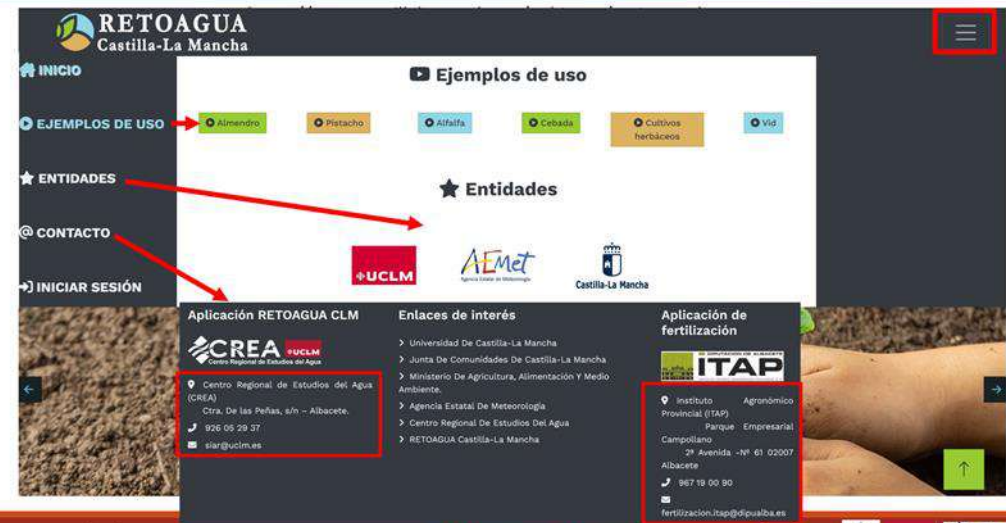 RETOAGUA
Castilla-La Mancha
INICIO
EJEMPLOS DE USO
ENTIDADES
@ CONTACTO
INICIAR SESIÓN
Ejemplos de uso
Almendro
Pistacho
Alfalfa
Cebada
Cultivos
herbáceos
Vid
Entidades
UCLM
AEMet
Agencia Estatal de Meteorología
Castilla-La Mancha
Aplicación RETOAGUA CLM
CREA UCLM
Centro Regional de Estudios del Agua
Centro Regional de Estudios del Agua
(CREA)
Ctra. De las Peñas, s/n – Albacete.
926 05 29 37
siar@uclm.es
Enlaces de interés
> Universidad De Castilla-La Mancha
> Junta De Comunidades De Castilla-La Mancha
> Ministerio De Agricultura, Alimentación Y Medio
Ambiente.
> Agencia Estatal De Meteorología
> Centro Regional De Estudios Del Agua
> RETOAGUA Castilla-La Mancha
Aplicación de
fertilización
DIPUTACIÓN DE ALBACETE
ITAP
Instituto Agronómico
Provincial (ITAP)
Parque Empresarial
Campollano
2ª Avenida -Nº 61 02007
Albacete
967 19 00 90
fertilizacion.itap@dipualba.es